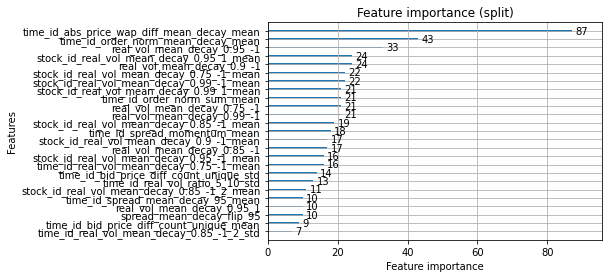 Feature importance (split)
Features
time_id_abs_price_wap_diff_mean_decay_mean 87
time_id_order_norm_mean_decay_mean 43
real_vol_mean_decay_0.95_-1 33
stock_id_real_vol_mean_decay_0.95_1_mean 24
real_vol_mean_decay_0.9_-1 24
stock_id_real_vol_mean_decay_0.75_-1_mean 22
stock_id_real_vol_mean_decay_0.99_-1_mean 22
stock_id_real_vol_mean_decay_0.99_1_mean 21
time_id_order_norm_sum_mean 21
real_vol_mean_decay_0.75_-1 21
real_vol_mean_decay_0.99_-1 21
stock_id_real_vol_mean_decay_0.85_-1_mean 19
time_id_spread_momentum_mean 18
stock_id_real_vol_mean_decay_0.9_-1_mean 17
real_vol_mean_decay_0.85_-1 17
stock_id_real_vol_mean_decay_0.95_-1_mean 16
time_id_real_vol_mean_decay_0.75_-1_mean 16
time_id_bid_price_diff_count_unique_std 14
time_id_real_vol_ratio_5_10_std 13
stock_id_real_vol_mean_decay_0.85_-1_2_mean 11
time_id_spread_mean_decay_95_mean 10
real_vol_mean_decay_0.95_1 10
spread_mean_decay_flip_95 10
time_id_bid_price_diff_count_unique_mean 9
time_id_real_vol_mean_decay_0.85_-1_2_std 7
0 20 40 60 80
Feature importance